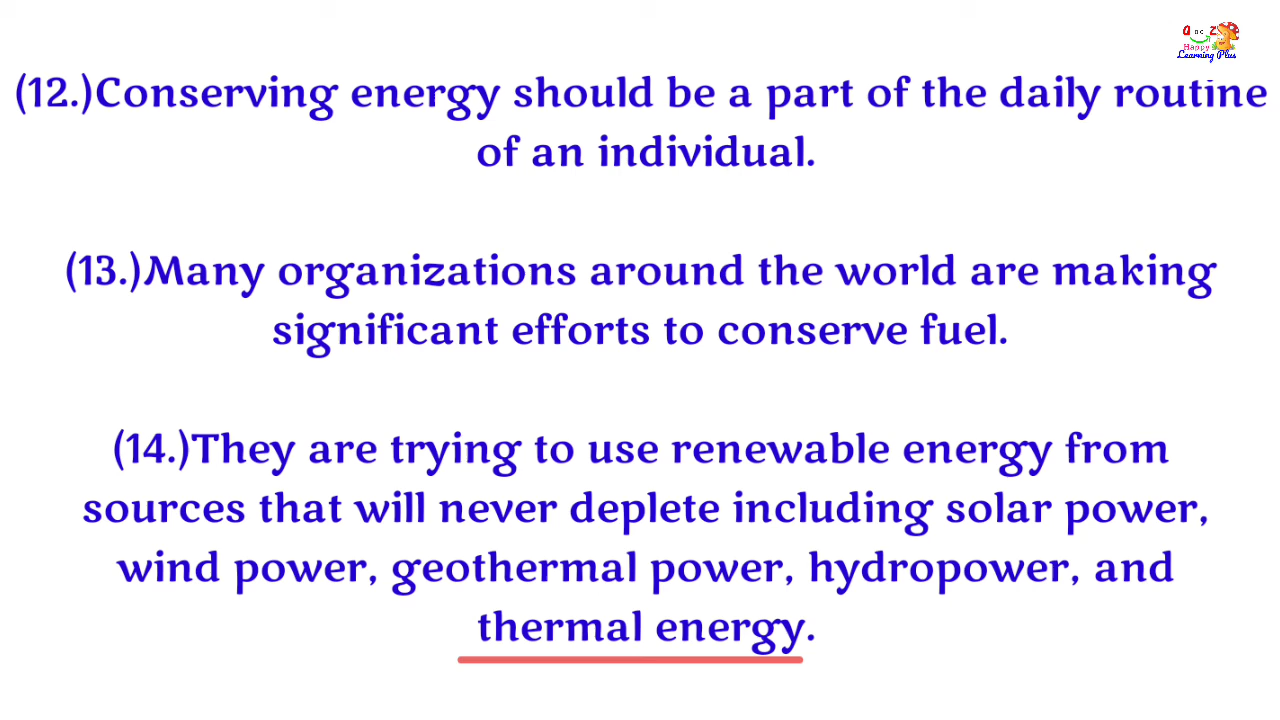 a to z
Happy
Learning Plus
(12.)Conserving energy should be a part of the daily routine
of an individual.
(13.)Many organizations around the world are making
significant efforts to conserve fuel.
(14.)They are trying to use renewable energy from
sources that will never deplete including solar power,
wind power, geothermal power, hydropower, and
thermal energy.